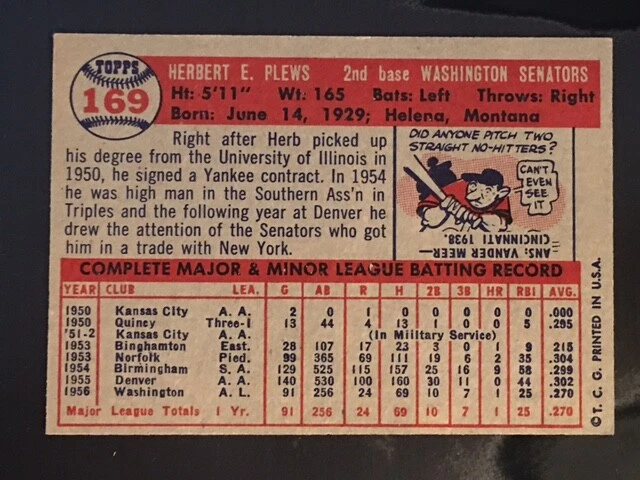 TOPPS
169
HERBERT E. PLEWS 2nd base WASHINGTON SENATORS
Ht: 5'11" Wt: 165 Bats: Left Throws: Right
Born: June 14, 1929; Helena, Montana
Right after Herb picked up
his degree from the University of Illinois in
1950, he signed a Yankee contract. In 1954
he was high man in the Southern Ass'n in
Triples and the following year at Denver he
drew the attention of the Senators who got
him in a trade with New York.
DID ANYONE PITCH TWO
STRAIGHT NO-HITTERS?
CAN'T
EVEN
SEE
IT
ANS: VANDER MEER—
CINCINNATI 1938.
COMPLETE MAJOR & MINOR LEAGUE BATTING RECORD
YEAR CLUB LEA. G AB R H 2B 3B HR RBI AVG.
1950 Kansas City A. A. 2 0 1 0 0 0 0 0 .000
1950 Quincy Three-I 13 44 4 13 1 0 0 5 .295
'51-2 Kansas City A. A. (In Military Service)
1953 Binghamton East. 28 107 17 23 3 0 1 9 .215
1953 Norfolk Pied. 99 365 69 111 19 6 2 35 .304
1954 Birmingham S. A. 129 525 115 157 25 16 9 58 .299
1955 Denver A. A. 140 530 100 160 30 11 0 44 .302
1956 Washington A. L. 91 256 24 69 10 7 1 25 .270
Major League Totals 1 Yr. 91 256 24 69 10 7 1 25 .270
©T. C. G. PRINTED IN U.S.A.